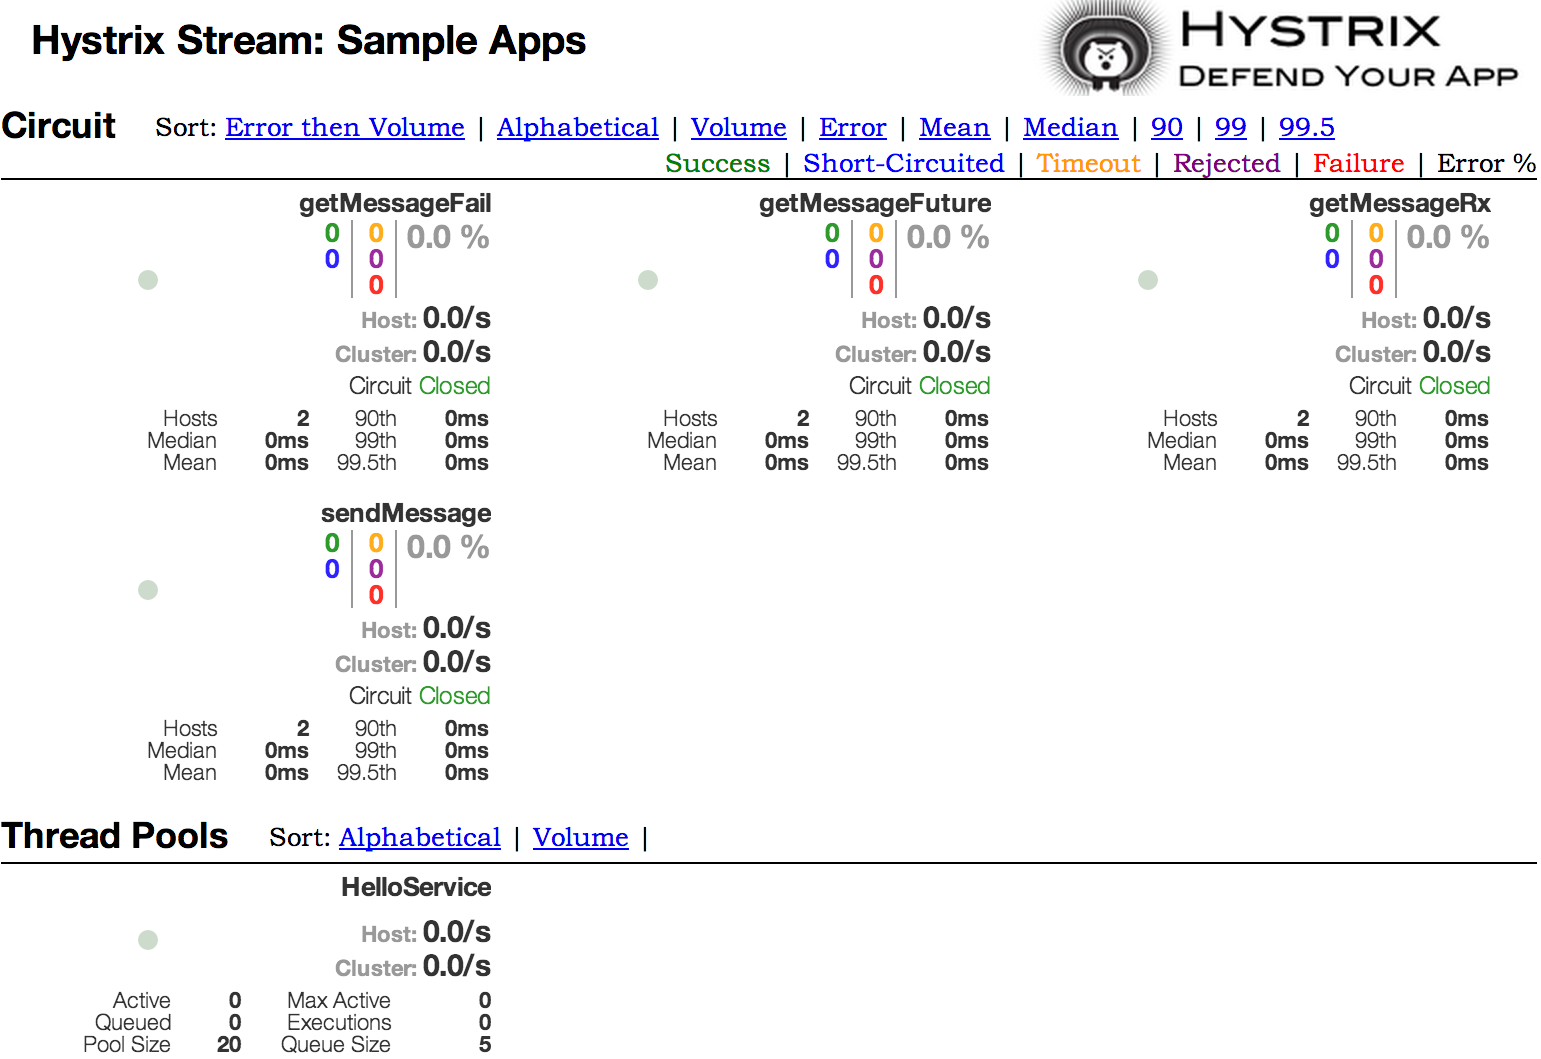 Hystrix Stream: Sample Apps
HYSTRIX
DEFEND YOUR APP
Circuit Sort: Error then Volume | Alphabetical | Volume | Error | Mean | Median | 90 | 99 | 99.5
Success | Short-Circuited | Timeout | Rejected | Failure | Error %
getMessageFail getMessageFuture getMessageRx
0 0 0.0 % 0 0 0.0 % 0 0 0.0 %
0 0 0 0 0 0
0 0 0
Host: 0.0/s Host: 0.0/s Host: 0.0/s
Cluster: 0.0/s Cluster: 0.0/s Cluster: 0.0/s
Circuit Closed Circuit Closed Circuit Closed
Hosts 2 90th 0ms Hosts 2 90th 0ms Hosts 2 90th 0ms
Median 0ms 99th 0ms Median 0ms 99th 0ms Median 0ms 99th 0ms
Mean 0ms 99.5th 0ms Mean 0ms 99.5th 0ms Mean 0ms 99.5th 0ms
sendMessage
0 0 0.0 %
0 0
0
Host: 0.0/s
Cluster: 0.0/s
Circuit Closed
Hosts 2 90th 0ms
Median 0ms 99th 0ms
Mean 0ms 99.5th 0ms
Thread Pools Sort: Alphabetical | Volume |
HelloService
Host: 0.0/s
Cluster: 0.0/s
Active 0 Max Active 0
Queued 0 Executions 0
Pool Size 20 Queue Size 5